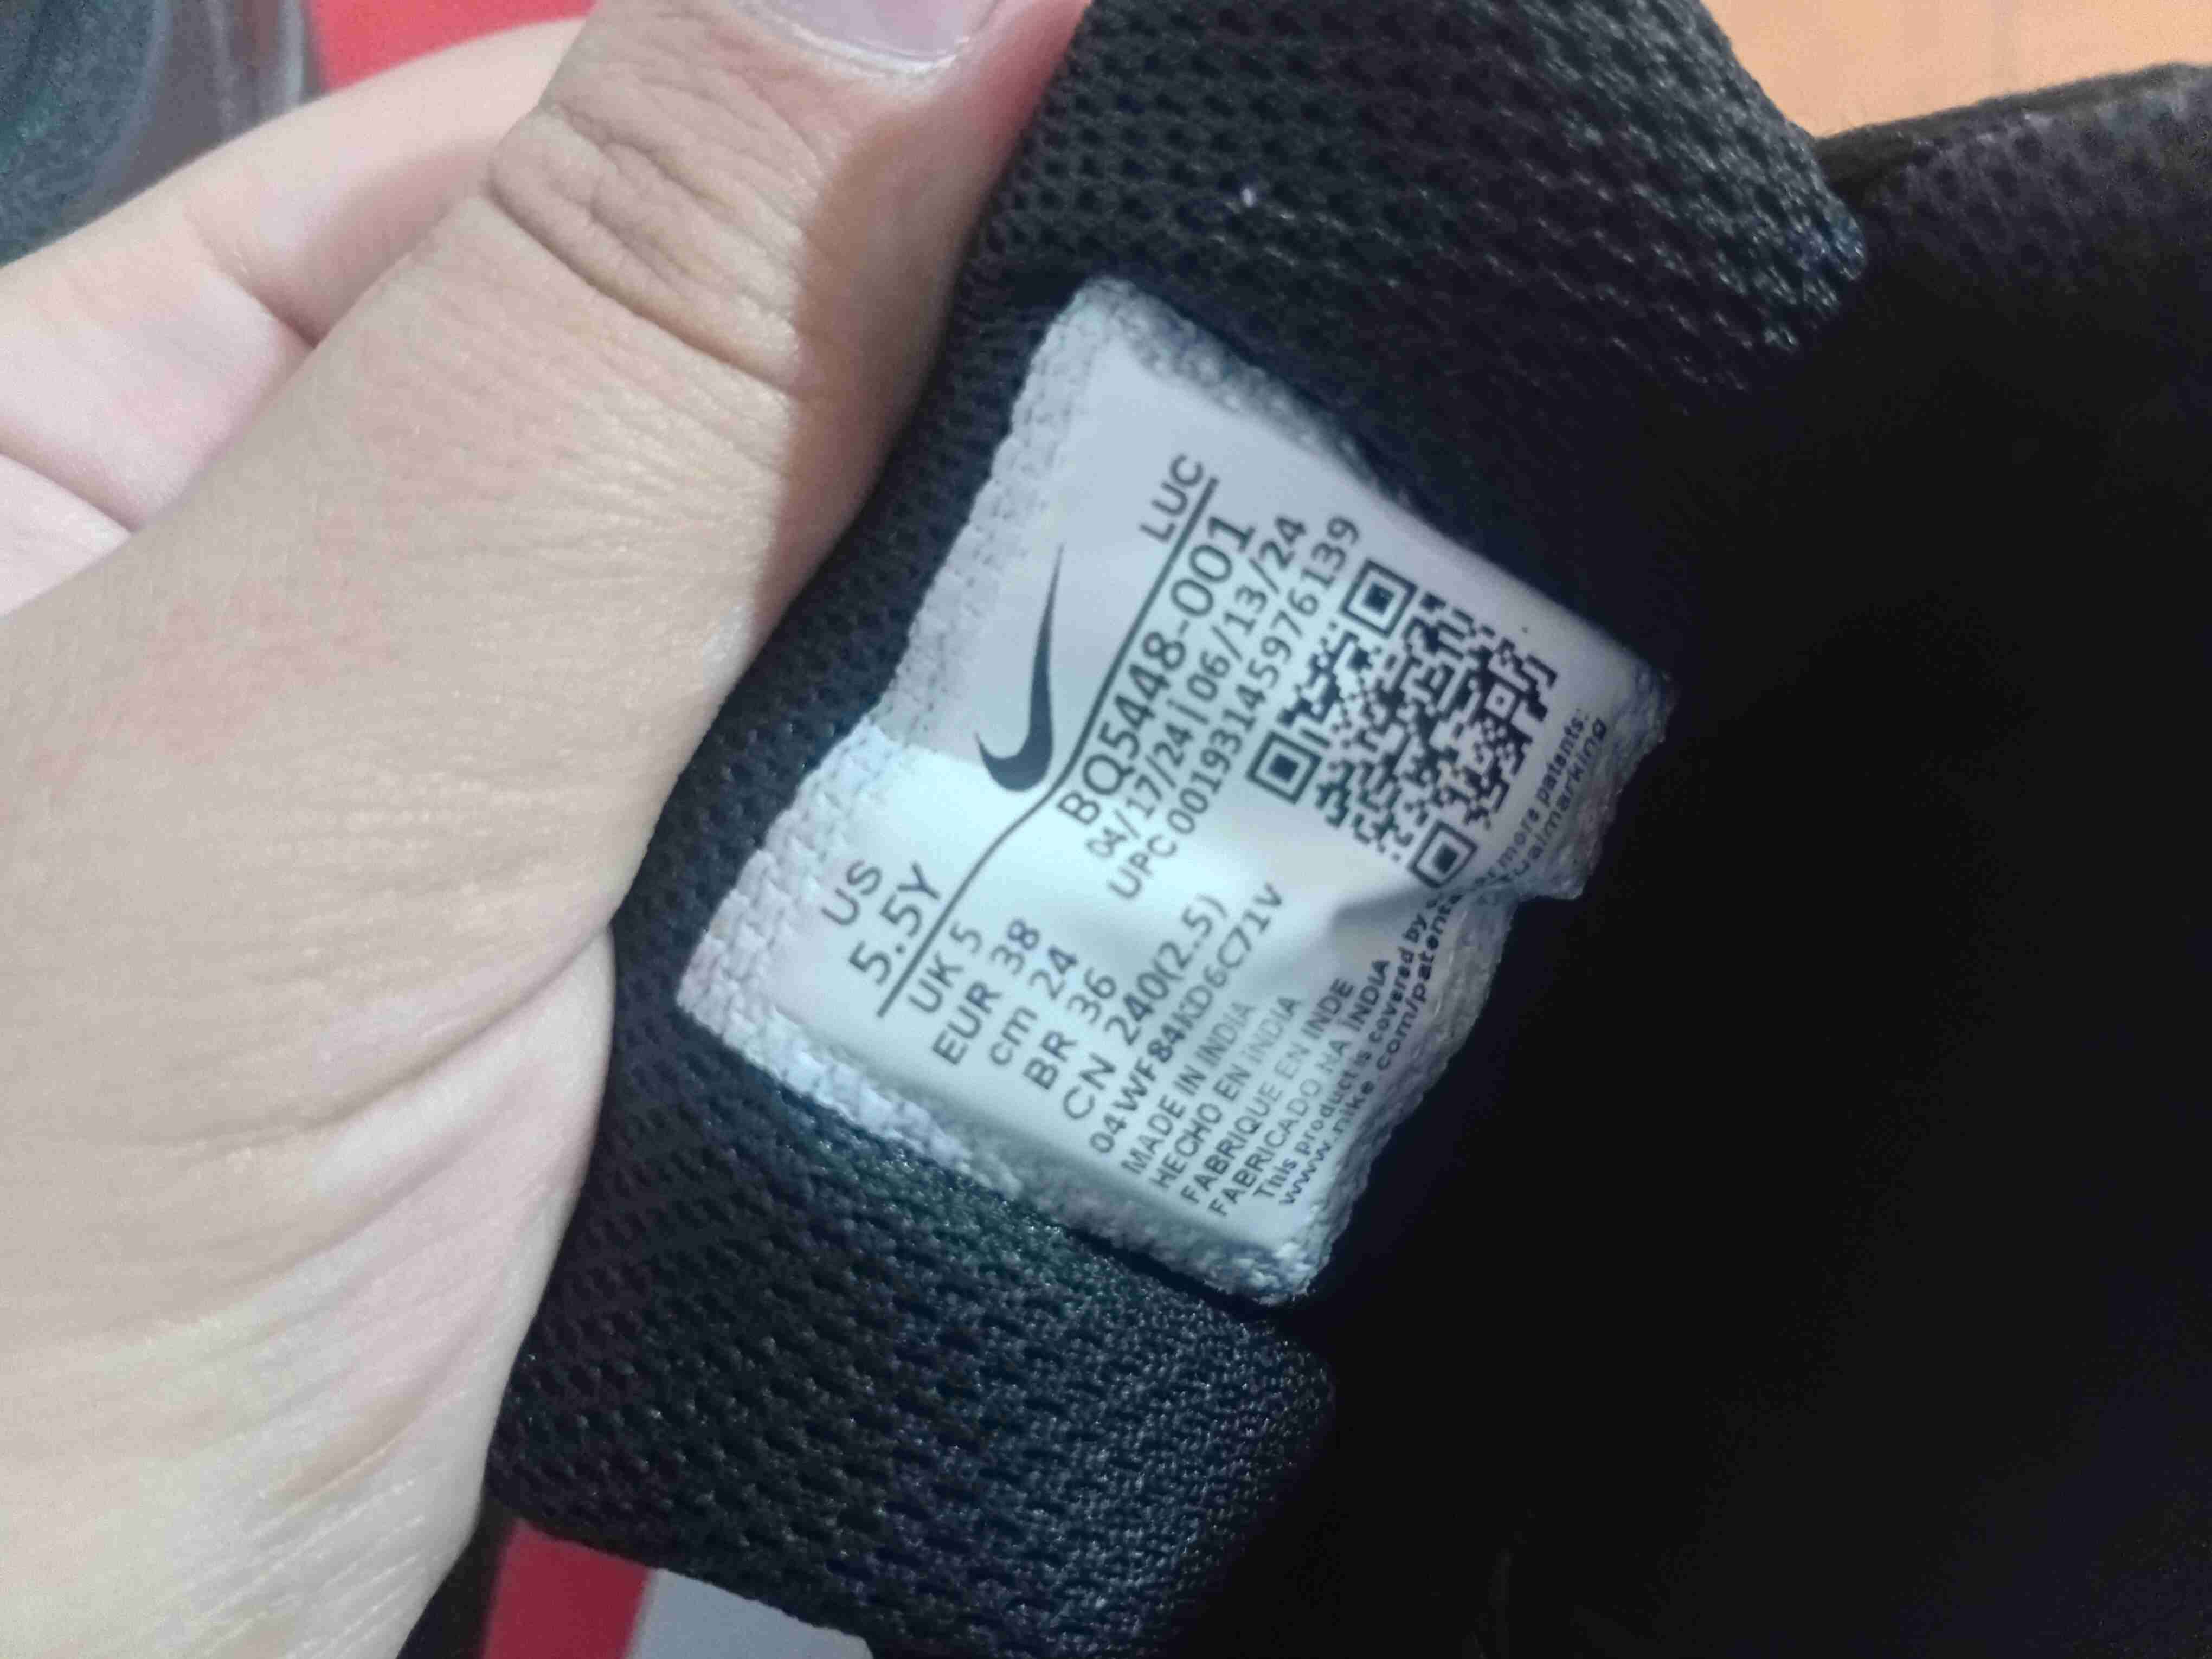 LUC
US
5.5Y
BQ5448-001
UK 5
04/17/24|06/13/24
EUR 38
UPC 00193145976139
cm 24
BR 36
CN 240(2.5)
04WF84KD6C71V
MADE IN INDIA
HECHO EN INDIA
FABRIQUE EN INDE
FABRICADO NA INDIA
This product is covered by more patents:
www.nike.com/patents